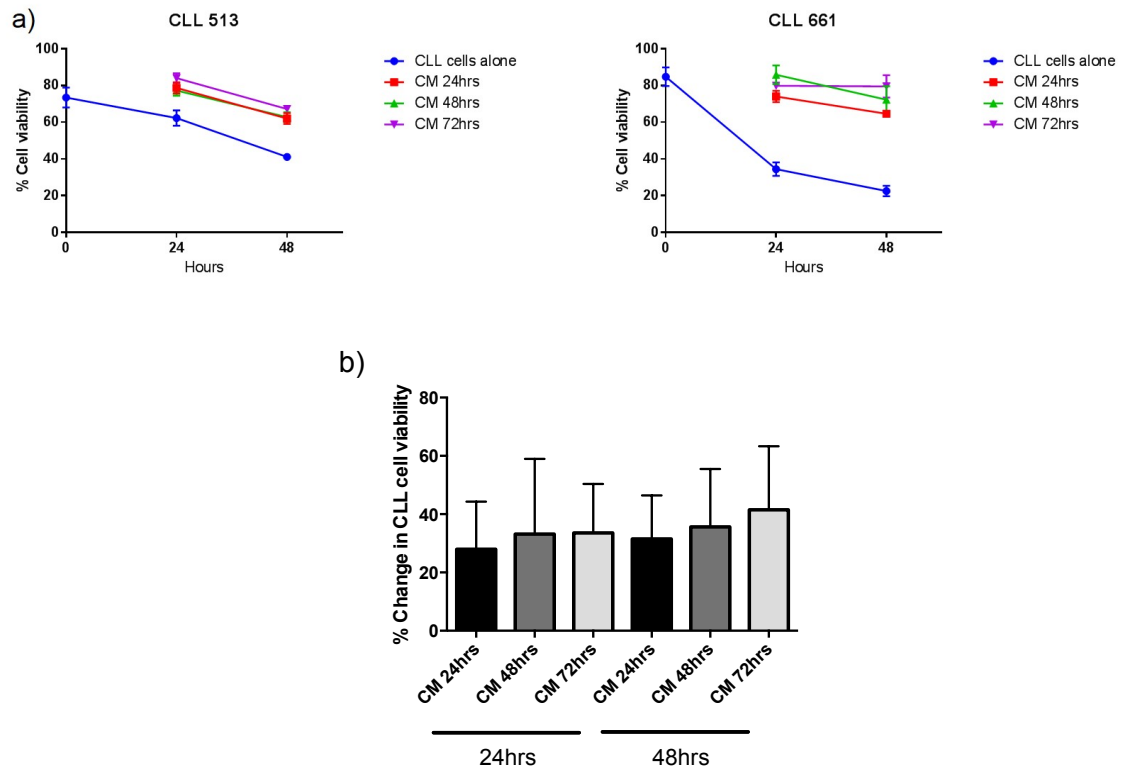 a)
CLL 513
100
80
60
40
20
0
% Cell viability
0 24 48
Hours
CLL cells alone
CM 24hrs
CM 48hrs
CM 72hrs
CLL 661
100
80
60
40
20
0
% Cell viability
0 24 48
Hours
CLL cells alone
CM 24hrs
CM 48hrs
CM 72hrs
b)
80
60
40
20
0
% Change in CLL cell viability
CM 24hrs
CM 48hrs
CM 72hrs
CM 24hrs
CM 48hrs
CM 72hrs
24hrs 48hrs